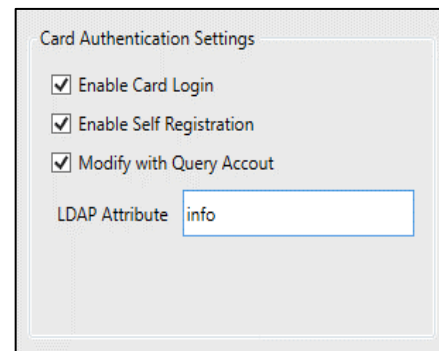 Card Authentication Settings
Enable Card Login
Enable Self Registration
Modify with Query Accout
LDAP Attribute info